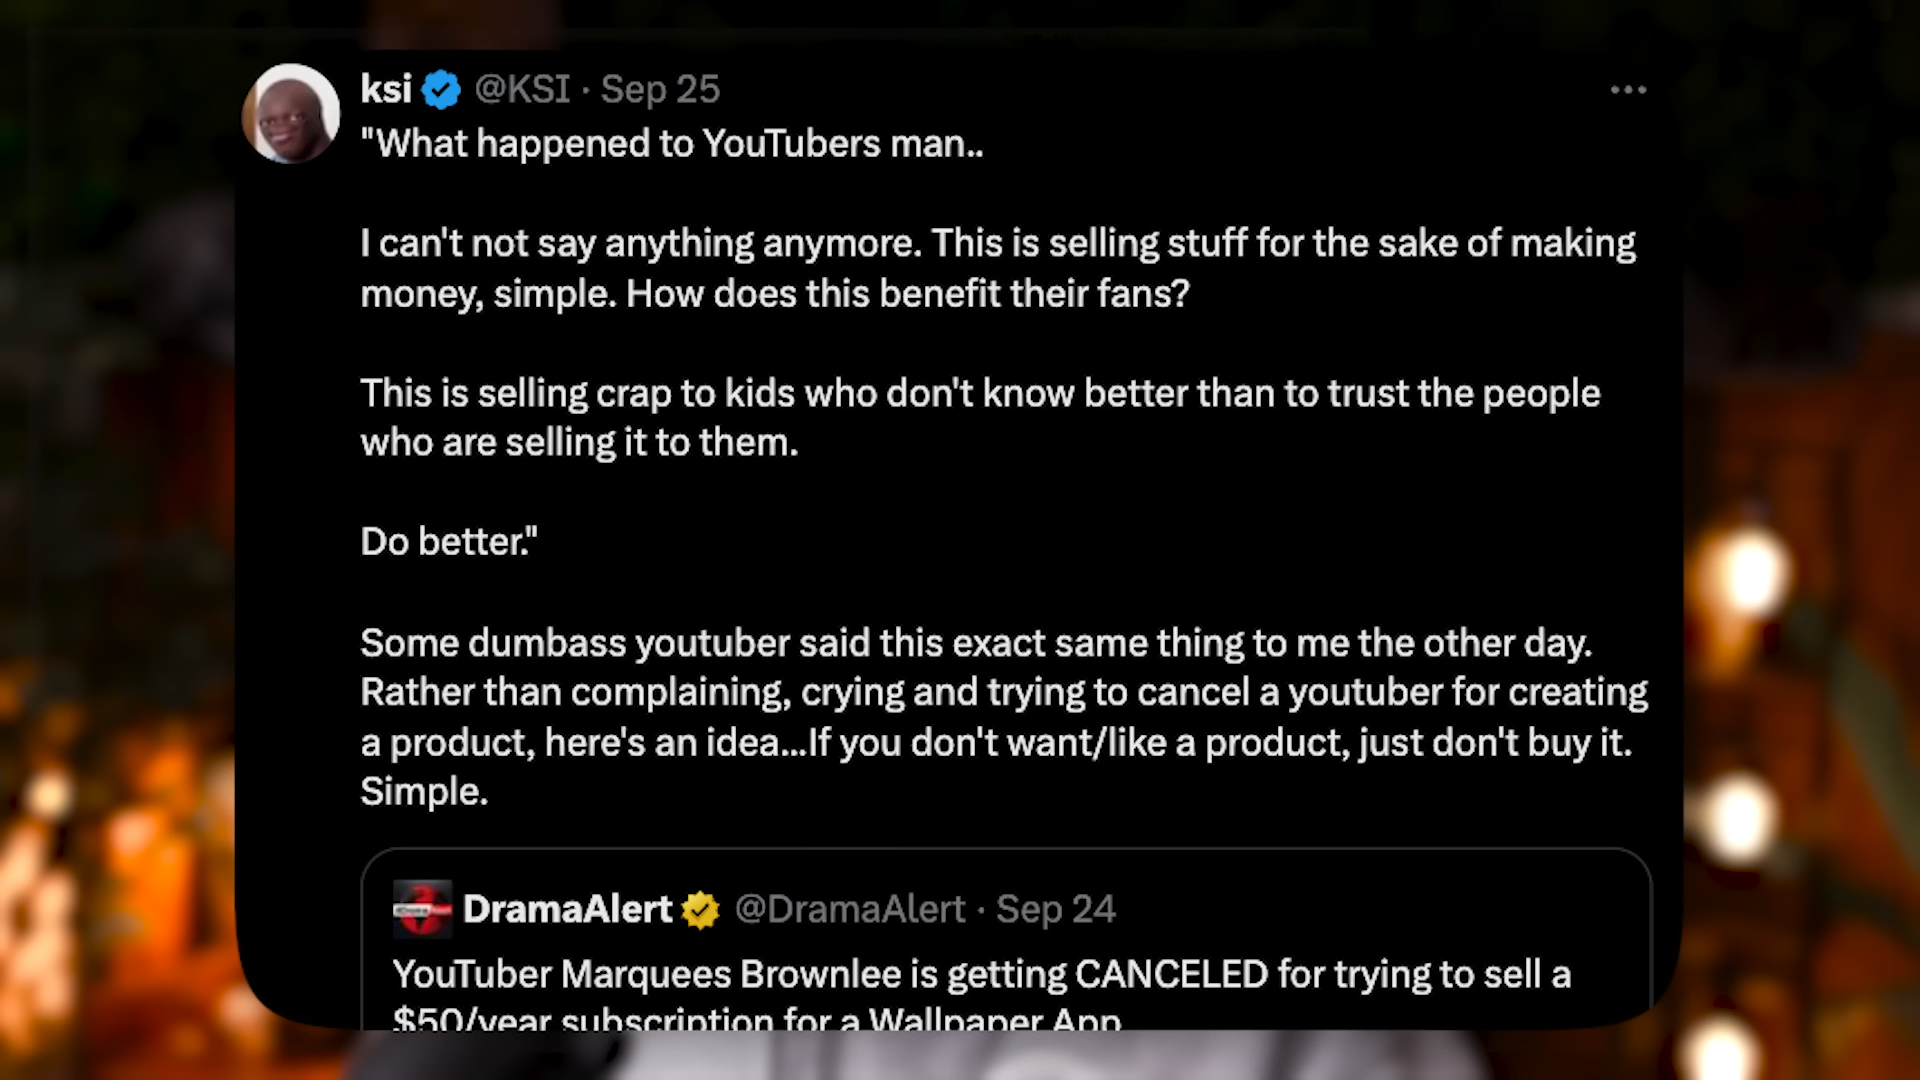 ksi @KSI · Sep 25
"What happened to YouTubers man..
I can't not say anything anymore. This is selling stuff for the sake of making
money, simple. How does this benefit their fans?
This is selling crap to kids who don't know better than to trust the people
who are selling it to them.
Do better."
Some dumbass youtuber said this exact same thing to me the other day.
Rather than complaining, crying and trying to cancel a youtuber for creating
a product, here's an idea...If you don't want/like a product, just don't buy it.
Simple.
DramaAlert @DramaAlert · Sep 24
YouTuber Marquees Brownlee is getting CANCELED for trying to sell a
$50/year subscription for a Wallpaper App